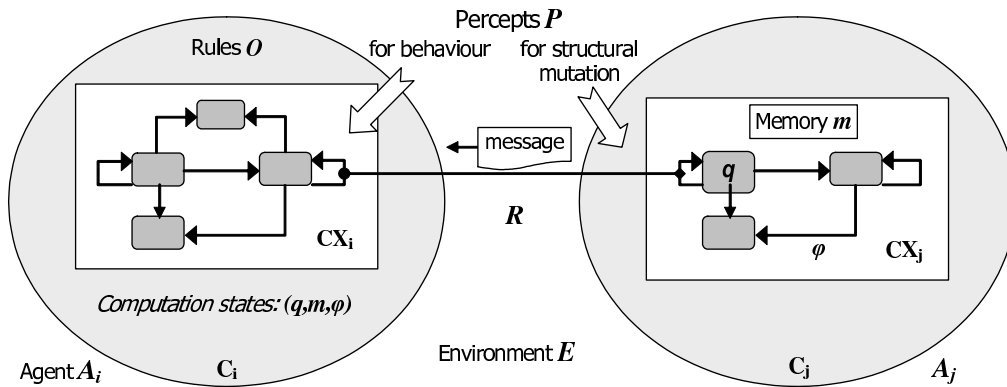 Percepts P
Rules O
for behaviour
for structural
mutation
Memory m
message
q
R
CXᵢ
φ
CXⱼ
Computation states: (q,m,φ)
Environment E
Agent Aᵢ
Cᵢ
Cⱼ
Aⱼ